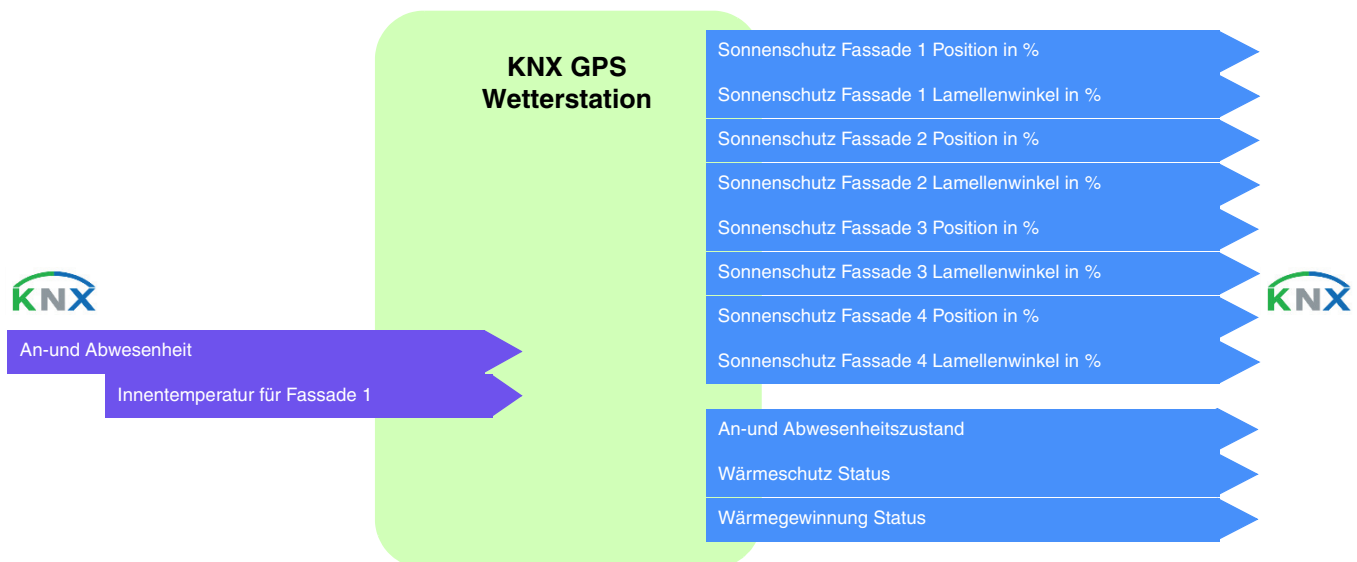 KNX GPS
Wetterstation
Sonnenschutz Fassade 1 Position in %
Sonnenschutz Fassade 1 Lamellenwinkel in %
Sonnenschutz Fassade 2 Position in %
Sonnenschutz Fassade 2 Lamellenwinkel in %
Sonnenschutz Fassade 3 Position in %
Sonnenschutz Fassade 3 Lamellenwinkel in %
Sonnenschutz Fassade 4 Position in %
Sonnenschutz Fassade 4 Lamellenwinkel in %
KNX
KNX
An-und Abwesenheit
Innentemperatur für Fassade 1
An-und Abwesenheitszustand
Wärmeschutz Status
Wärmegewinnung Status